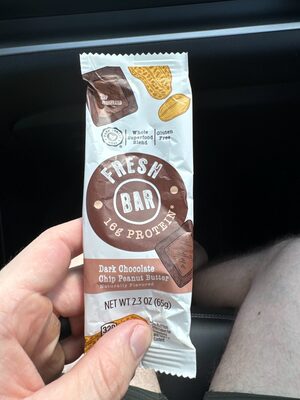 Whole
Superfood
Blend
Gluten
Free
FRESH
BAR
16g PROTEIN*
Dark Chocolate
Chip Peanut Butter
Naturally Flavored
NET WT 2.3 OZ (65g)
320